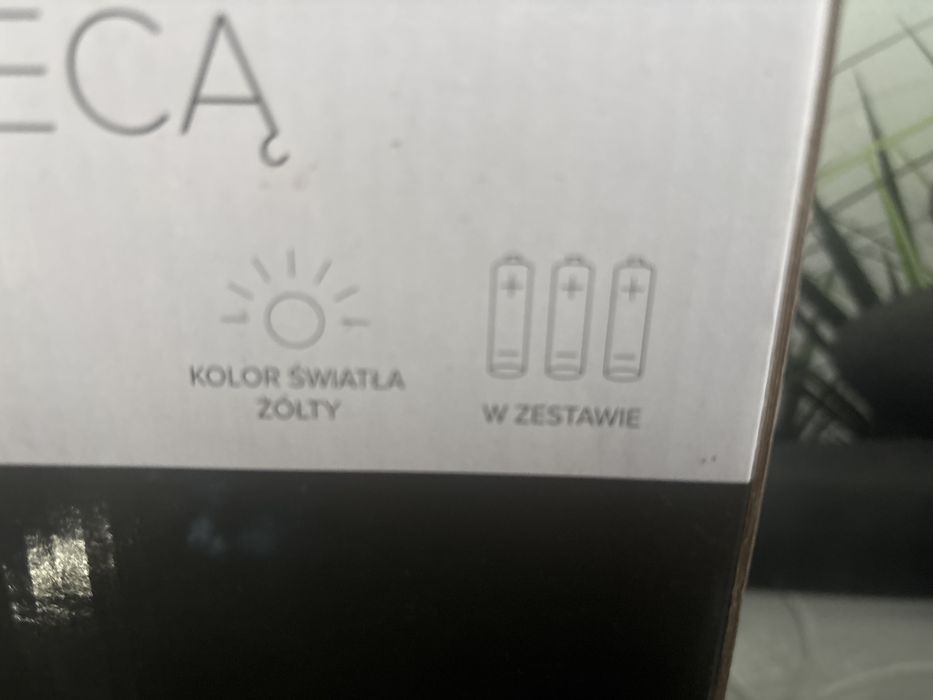 ECĄ
KOLOR ŚWIATŁA
ŻÓŁTY
W ZESTAWIE